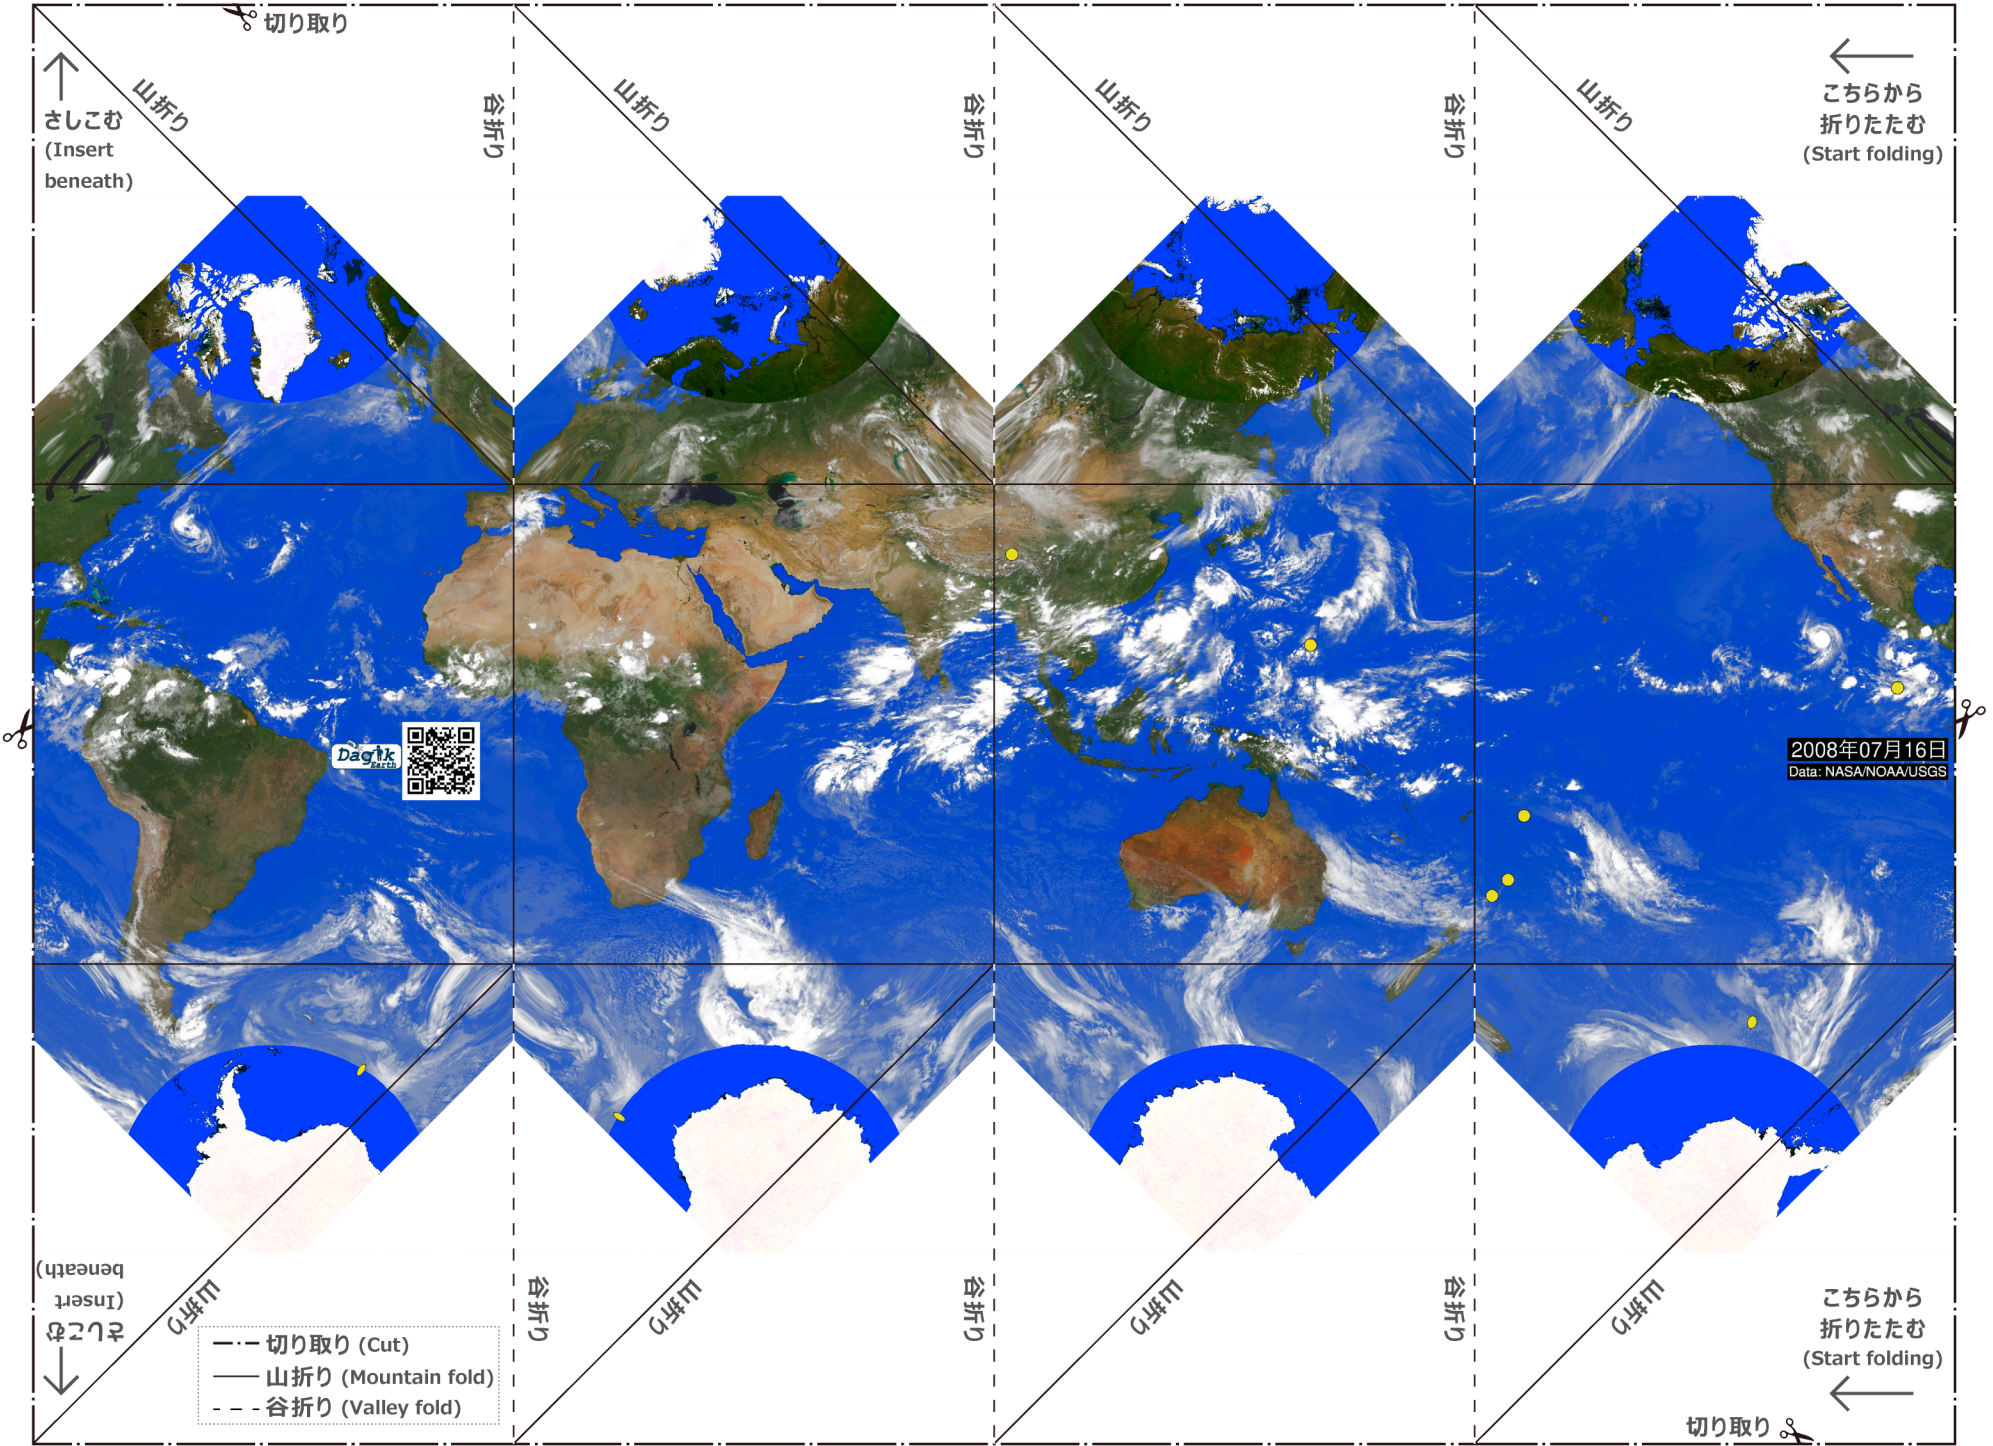 切り取り
さしこむ
(Insert
beneath)
山折り
谷折り
山折り
谷折り
山折り
谷折り
山折り
こちらから
折りたたむ
(Start folding)
Dagik
Earth
2008年07月16日
Data: NASA/NOAA/USGS
さしこむ
(Insert
beneath)
山折り
谷折り
山折り
谷折り
山折り
谷折り
山折り
こちらから
折りたたむ
(Start folding)
切り取り (Cut)
山折り (Mountain fold)
谷折り (Valley fold)
切り取り